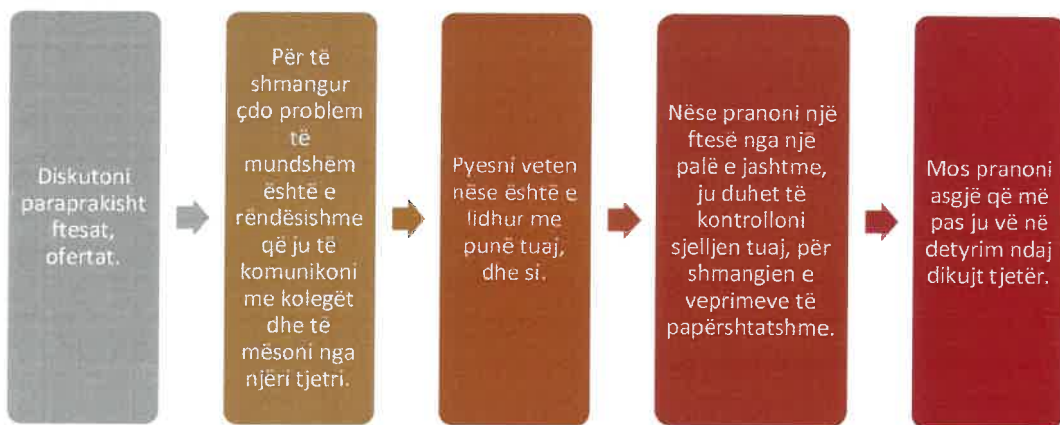 Diskutoni
paraprakisht
ftesat,
ofertat.
Për të
shmangur
çdo problem
të
mundshëm
është e
rëndësishme
që ju të
komunikoni
me kolegët
dhe të
mësoni nga
njëri tjetri.
Pyesni veten
nëse është e
lidhur me
punë tuaj,
dhe si.
Nëse pranoni një
ftesë nga një
palë e jashtme,
ju duhet të
kontrolloni
sjelljen tuaj, për
shmangien e
veprimeve të
papërshtatshme.
Mos pranoni
asgjë që më
pas ju vë në
detyrim ndaj
dikujt tjetër.